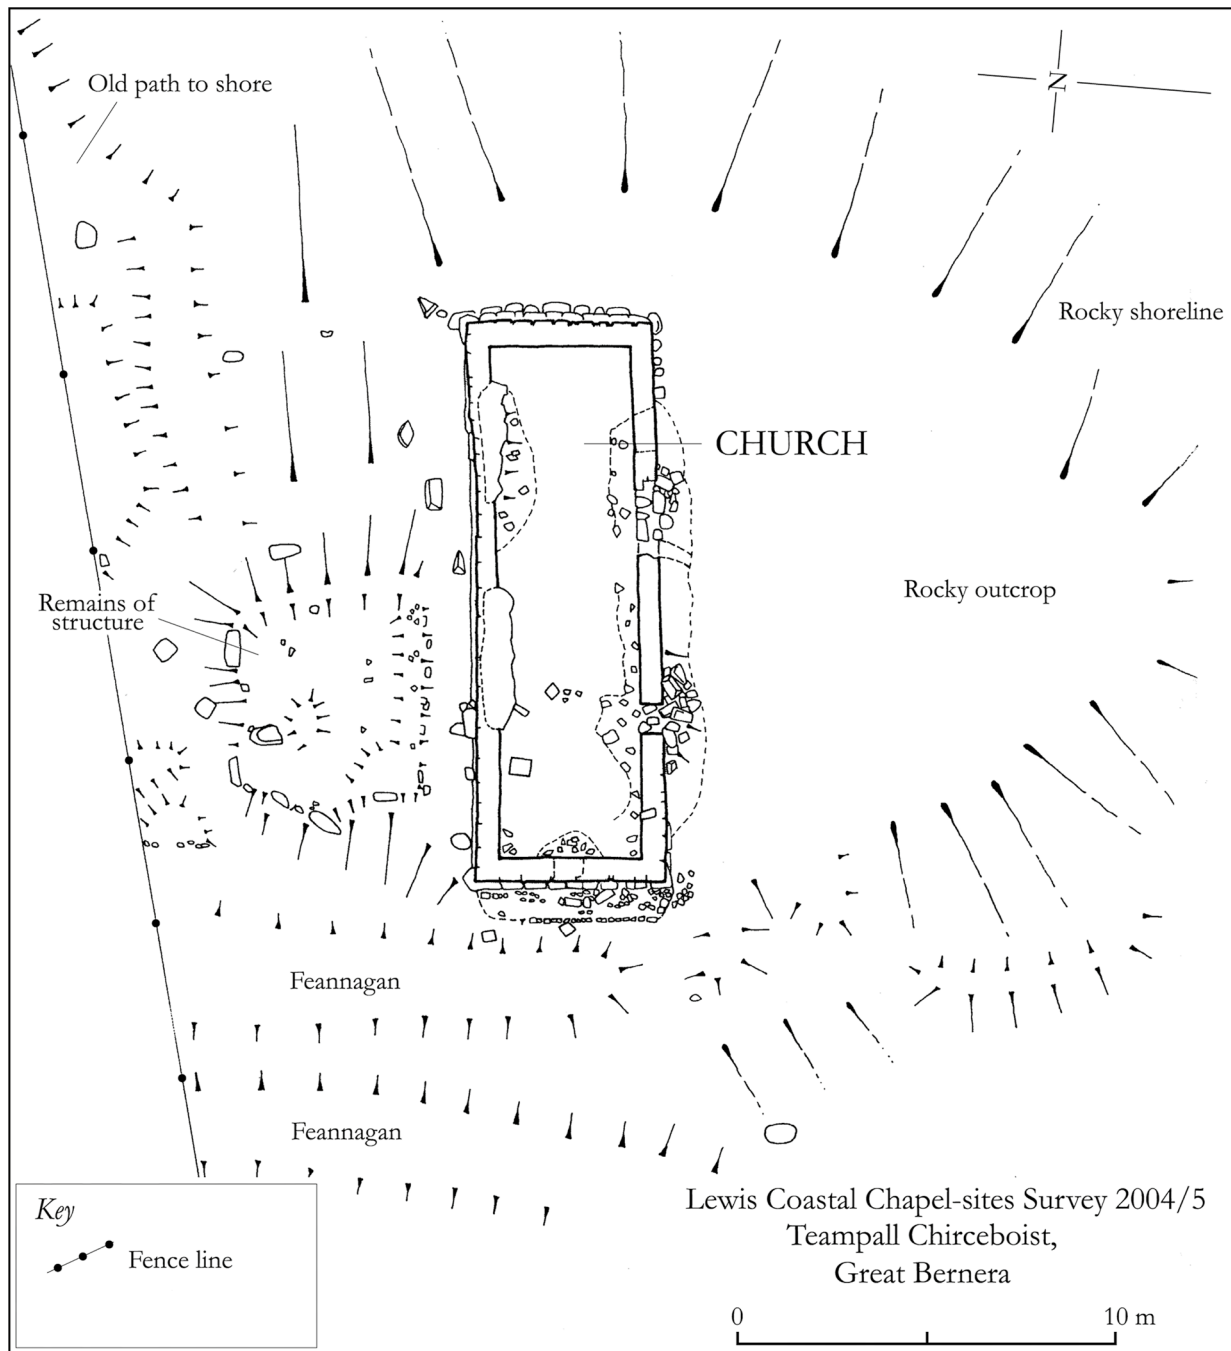 Old path to shore
N
Rocky shoreline
CHURCH
Rocky outcrop
Remains of
structure
Feannagan
Feannagan
Key
Fence line
Lewis Coastal Chapel-sites Survey 2004/5
Teampall Chirceboist,
Great Bernera
0 10 m